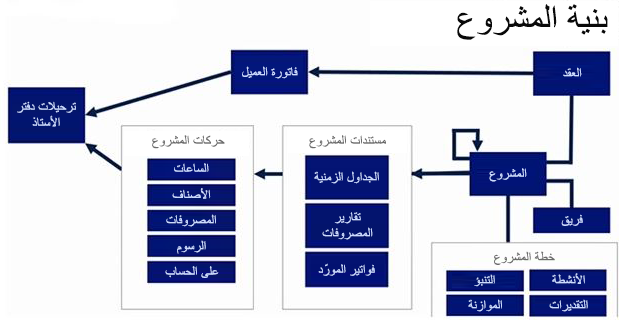 بنية المشروع
العقد
فاتورة العميل
ترحيلات دفتر
الأستاذ
المشروع
فريق
مستندات المشروع
الجداول الزمنية
تقارير
المصروفات
فواتير المورّد
حركات المشروع
الساعات
الأصناف
المصروفات
الرسوم
على الحساب
خطة المشروع
الأنشطة
التنبؤ
التقديرات
الموازنة